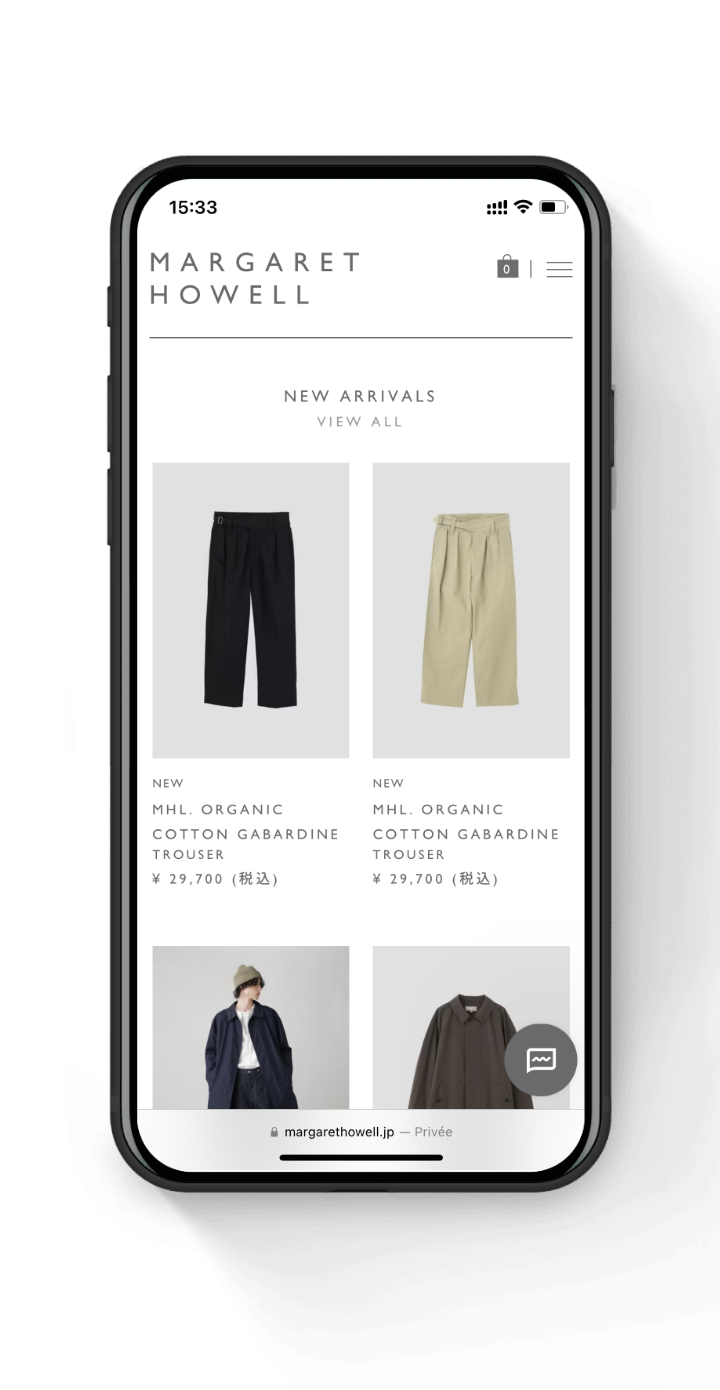 15:33
MARGARET
HOWELL
0
NEW ARRIVALS
VIEW ALL
NEW
MHL. ORGANIC
COTTON GABARDINE
TROUSER
¥ 29,700 (税込)
NEW
MHL. ORGANIC
COTTON GABARDINE
TROUSER
¥ 29,700 (税込)
margarethowell.jp — Privée